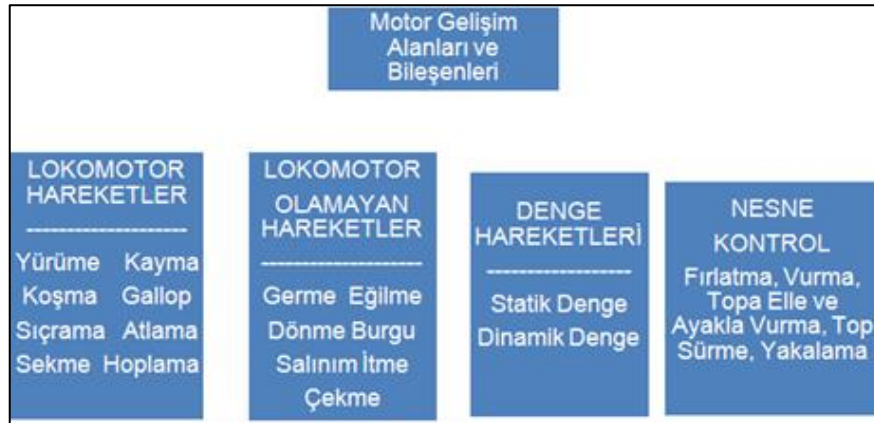 Motor Gelişim
Alanları ve
Bileşenleri
LOKOMOTOR
HAREKETLER
--------------------
Yürüme Kayma
Koşma Gallop
Sıçrama Atlama
Sekme Hoplama
LOKOMOTOR
OLAMAYAN
HAREKETLER
--------------------
Germe Eğilme
Dönme Burgu
Salınım İtme
Çekme
DENGE
HAREKETLERİ
------------------
Statik Denge
Dinamik Denge
NESNE
KONTROL
Fırlatma, Vurma,
Topa Elle ve
Ayakla Vurma, Top
Sürme, Yakalama